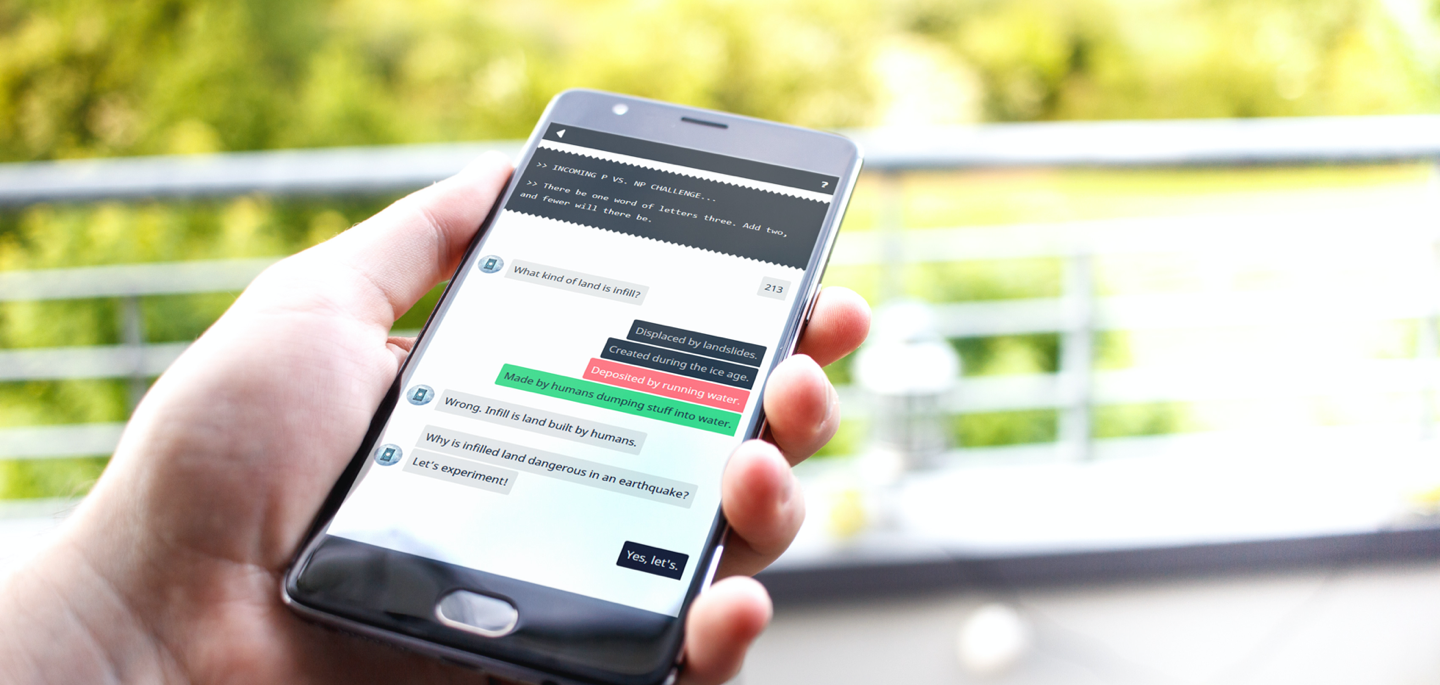 ?
>> INCOMING P VS. NP CHALLENGE...
>> There be one word of letters three. Add two,
and fewer will there be.
What kind of land is infill?
213
Displaced by landslides.
Created during the ice age.
Deposited by running water.
Made by humans dumping stuff into water.
Wrong. Infill is land built by humans.
Why is infilled land dangerous in an earthquake?
Let's experiment!
Yes, let's.